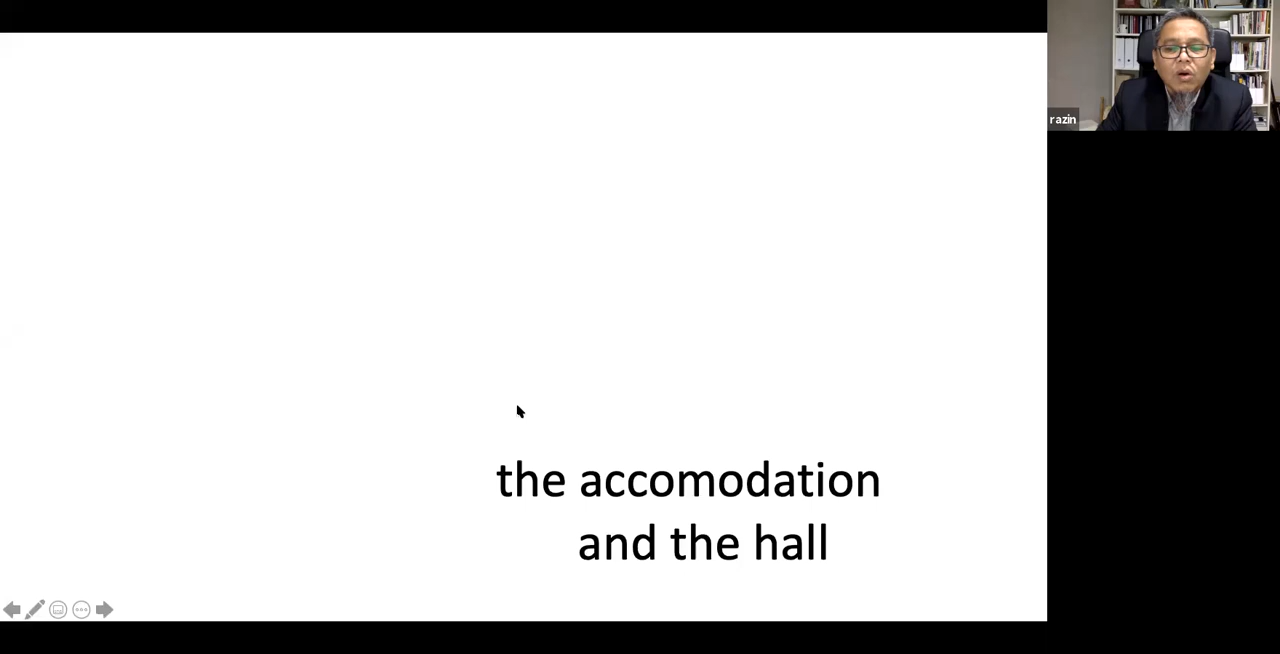 razin
the accomodation
and the hall